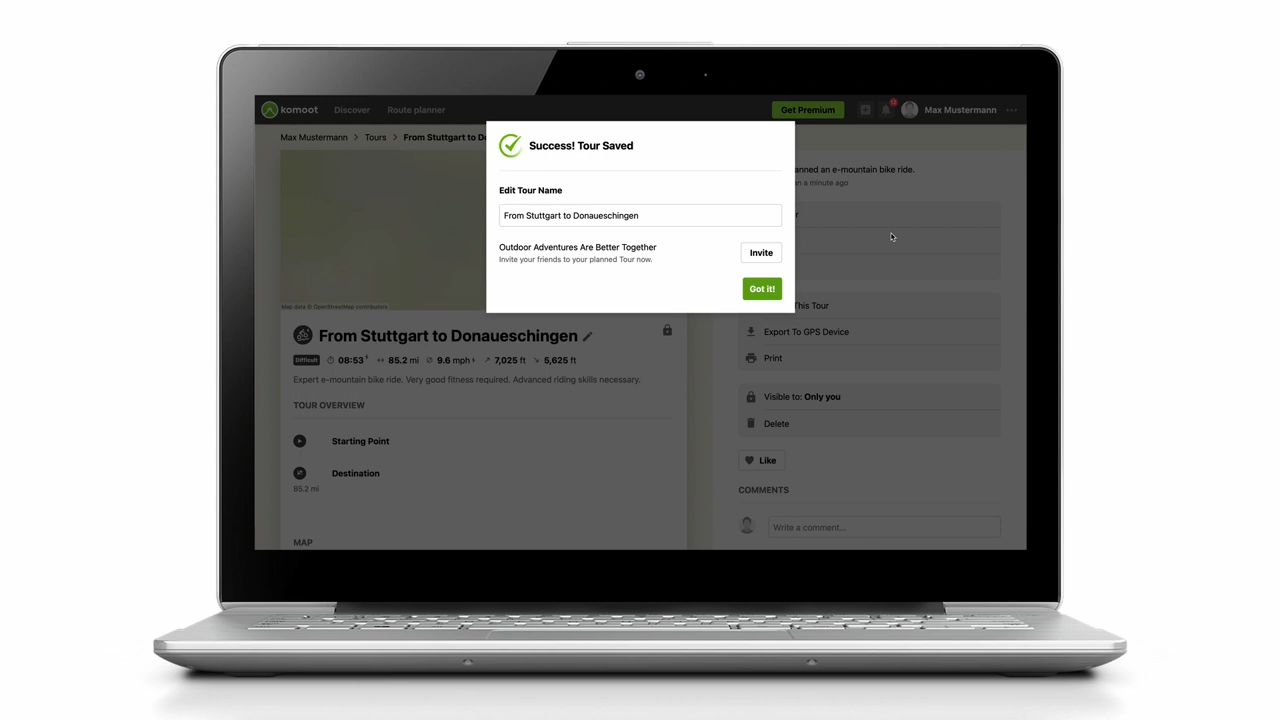 komoot Discover Route planner Get Premium 12 Max Mustermann
Max Mustermann > Tours > From Stuttgart to Do
Success! Tour Saved
Edit Tour Name
From Stuttgart to Donaueschingen
Outdoor Adventures Are Better Together
Invite your friends to your planned Tour now.
Invite
Got it!
Map data © OpenStreetMap contributors
From Stuttgart to Donaueschingen
Difficult 08:53 85.2 mi 9.6 mph 7,025 ft 5,625 ft
Expert e-mountain bike ride. Very good fitness required. Advanced riding skills necessary.
TOUR OVERVIEW
Starting Point
Destination
85.2 mi
MAP
anned an e-mountain bike ride.
an a minute ago
r
This Tour
Export To GPS Device
Print
Visible to: Only you
Delete
Like
COMMENTS
Write a comment...